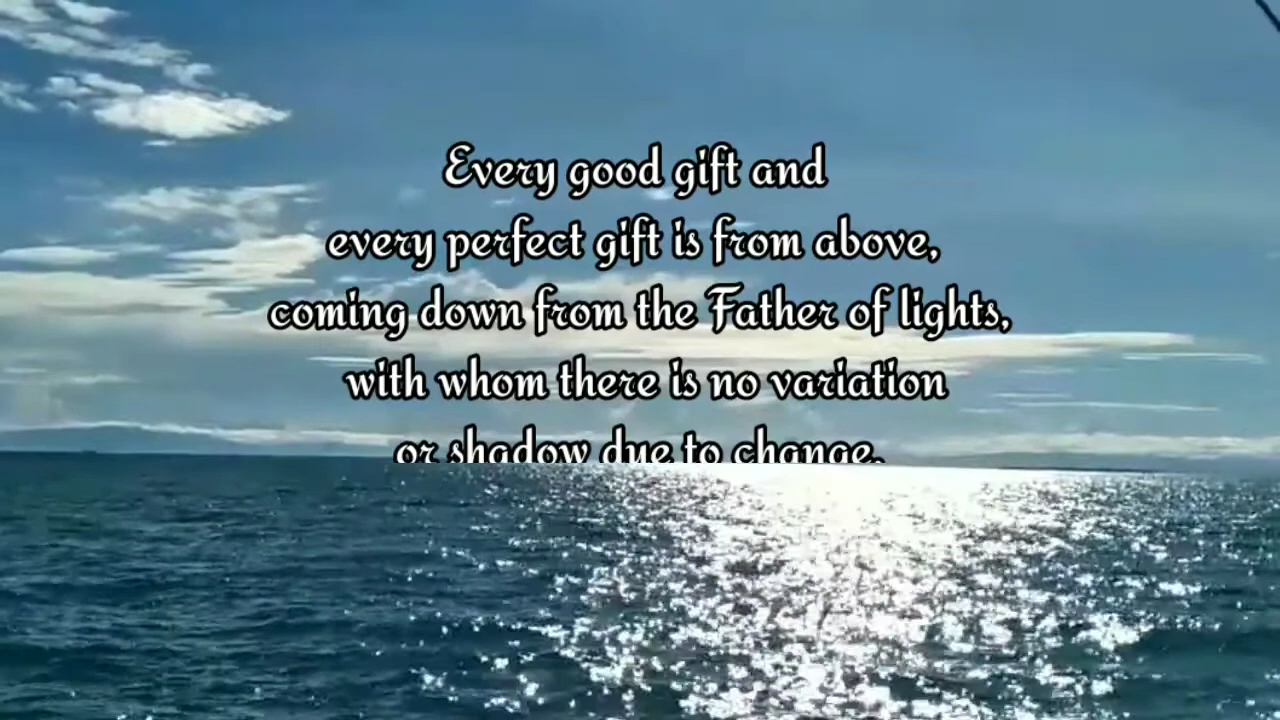 Every good gift and
every perfect gift is from above,
coming down from the Father of lights,
with whom there is no variation
or shadow due to change.